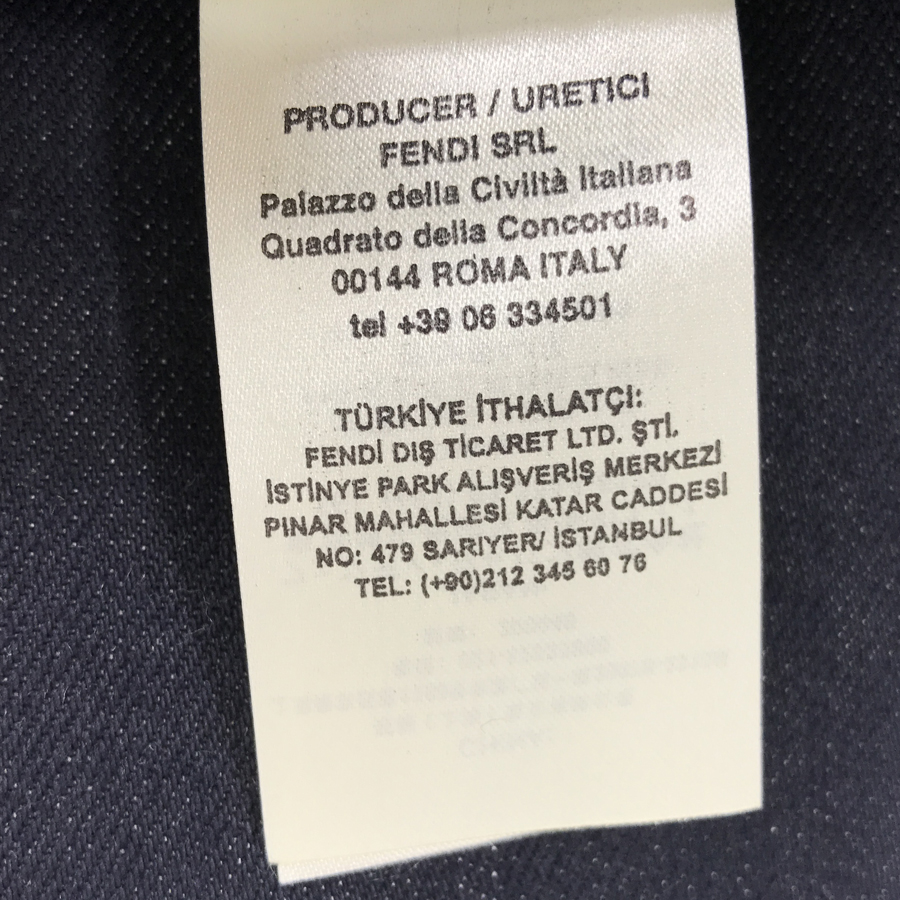 PRODUCER / URETICI
FENDI SRL
Palazzo della Civiltà Italiana
Quadrato della Concordia, 3
00144 ROMA ITALY
tel +39 06 334501
TÜRKİYE İTHALATÇI:
FENDİ DIŞ TİCARET LTD. ŞTİ.
İSTİNYE PARK ALIŞVERİŞ MERKEZİ
PINAR MAHALLESİ KATAR CADDESİ
NO: 479 SARIYER/ İSTANBUL
TEL: (+90)212 345 60 76